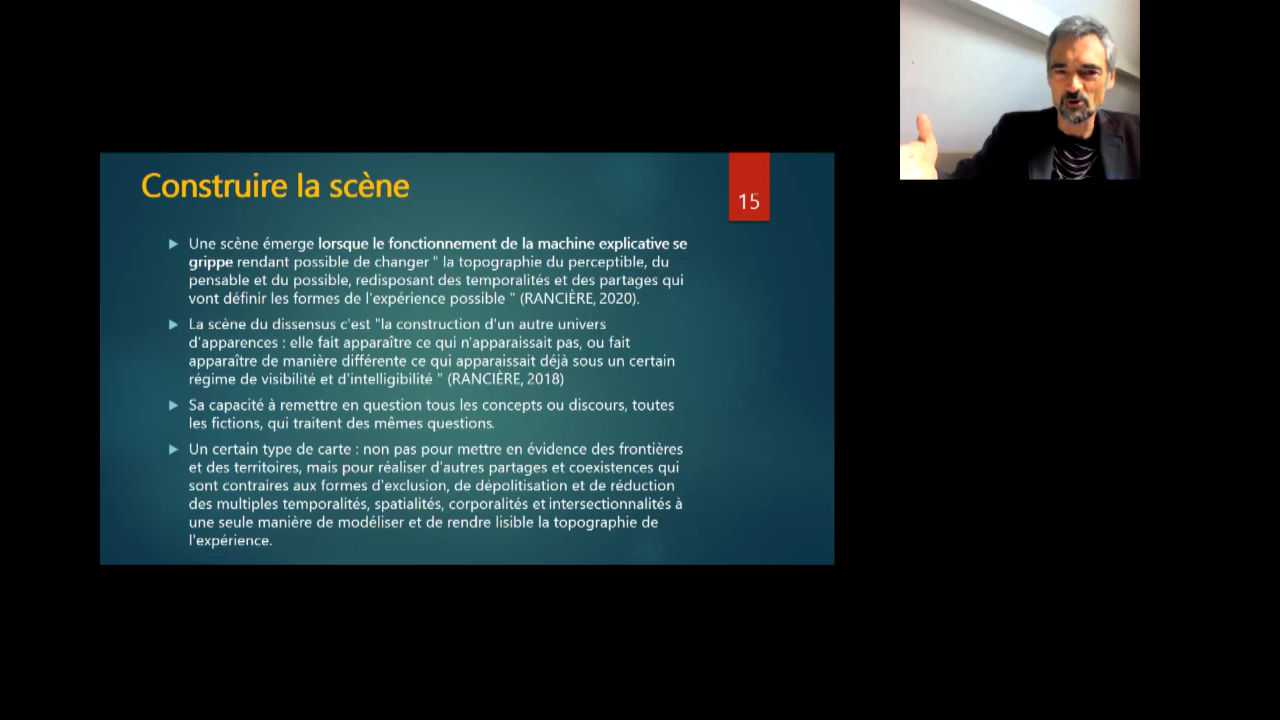 Construire la scène
15
Une scène émerge lorsque le fonctionnement de la machine explicative se
grippe rendant possible de changer " la topographie du perceptible, du
pensable et du possible, redisposant des temporalités et des partages qui
vont définir les formes de l'expérience possible " (RANCIÈRE, 2020).
La scène du dissensus c'est "la construction d'un autre univers
d'apparences : elle fait apparaître ce qui n'apparaissait pas, ou fait
apparaître de manière différente ce qui apparaissait déjà sous un certain
régime de visibilité et d'intelligibilité " (RANCIÈRE, 2018)
Sa capacité à remettre en question tous les concepts ou discours, toutes
les fictions, qui traitent des mêmes questions.
Un certain type de carte : non pas pour mettre en évidence des frontières
et des territoires, mais pour réaliser d'autres partages et coexistences qui
sont contraires aux formes d'exclusion, de dépolitisation et de réduction
des multiples temporalités, spatialités, corporalités et intersectionnalités à
une seule manière de modéliser et de rendre lisible la topographie de
l'expérience.